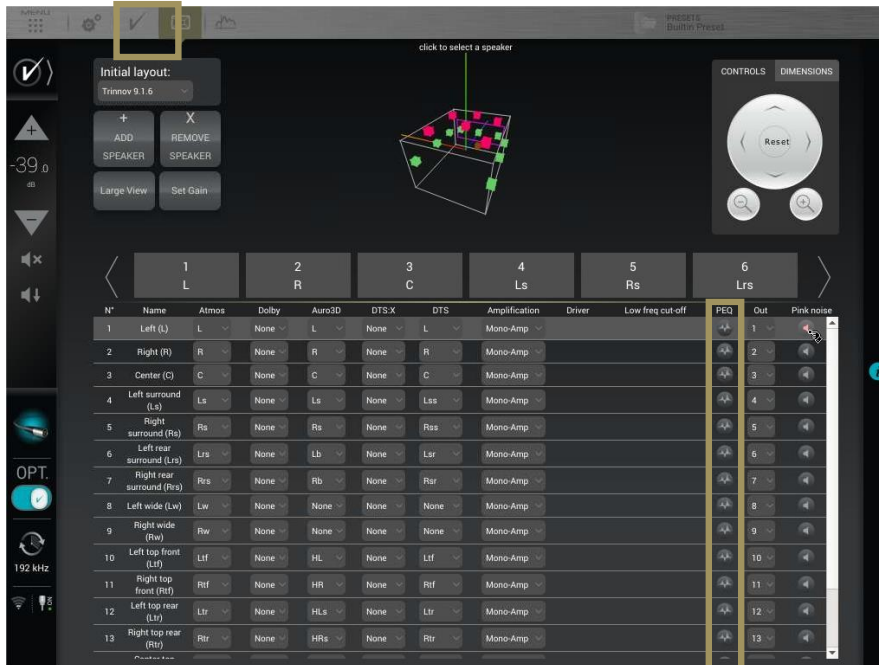 MENU
PRESETS
Builtin Preset
click to select a speaker
Initial layout:
Trinnov 9.1.6
CONTROLS DIMENSIONS
+ X
ADD REMOVE
SPEAKER SPEAKER
Reset
-39.0
dB
Large View Set Gain
1 2 3 4 5 6
L R C Ls Rs Lrs
N° Name Atmos Dolby Auro3D DTS:X DTS Amplification Driver Low freq cut-off PEQ Out Pink noise
1 Left (L) L None L None L Mono-Amp 1
2 Right (R) R None R None R Mono-Amp 2
3 Center (C) C None C None C Mono-Amp 3
4 Left surround (Ls) Ls None Ls None Lss Mono-Amp 4
5 Right surround (Rs) Rs None Rs None Rss Mono-Amp 5
6 Left rear surround (Lrs) Lrs None Lb None Lsr Mono-Amp 6
7 Right rear surround (Rrs) Rrs None Rb None Rsr Mono-Amp 7
8 Left wide (Lw) Lw None None None None Mono-Amp 8
9 Right wide (Rw) Rw None None None None Mono-Amp 9
10 Left top front (Ltf) Ltf None HL None Ltf Mono-Amp 10
11 Right top front (Rtf) Rtf None HR None Rtf Mono-Amp 11
12 Left top rear (Ltr) Ltr None HLs None Ltr Mono-Amp 12
13 Right top rear (Rtr) Rtr None HRs None Rtr Mono-Amp 13
OPT.
192 kHz